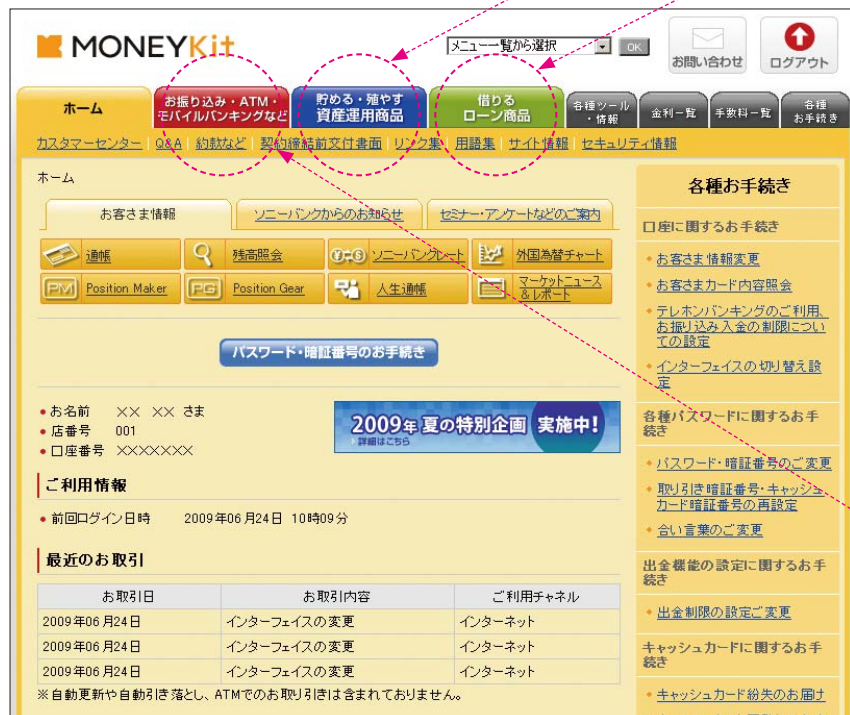 MONEYKit
メニュー一覧から選択
OK
お問い合わせ
ログアウト
ホーム
お振り込み・ATM・
モバイルバンキングなど
貯める・殖やす
資産運用商品
借りる
ローン商品
各種ツール
・情報
金利一覧
手数料一覧
各種
お手続き
カスタマーセンター | Q&A | 約款など | 契約締結前交付書面 | リンク集 | 用語集 | サイト情報 | セキュリティ情報
ホーム
お客さま情報
ソニーバンクからのお知らせ
セミナー・アンケートなどのご案内
通帳
残高照会
ソニーバンクレート
外国為替チャート
PM Position Maker
PG Position Gear
人生通帳
マーケットニュース
&レポート
パスワード・暗証番号のお手続き
・お名前 ×× ×× さま
・店番号 001
・口座番号 ×××××××
2009年 夏の特別企画 実施中!
詳細はこちら
ご利用情報
・前回ログイン日時 2009年06月24日 10時09分
最近のお取引
お取引日 お取引内容 ご利用チャネル
2009年06月24日 インターフェイスの変更 インターネット
2009年06月24日 インターフェイスの変更 インターネット
2009年06月24日 インターフェイスの変更 インターネット
※自動更新や自動引き落とし、ATMでのお取り引きは含まれておりません。
各種お手続き
口座に関するお手続き
・お客さま情報変更
・お客さまカード内容照会
・テレホンバンキングのご利用、
お振り込み入金の制限につい
ての設定
・インターフェイスの切り替え設
定
各種パスワードに関するお手
続き
・パスワード・暗証番号のご変更
・取り引き暗証番号・キャッシュ
カード暗証番号の再設定
・合い言葉のご変更
出金機能の設定に関するお手
続き
・出金制限の設定ご変更
キャッシュカードに関するお手
続き
・キャッシュカード紛失のお届け